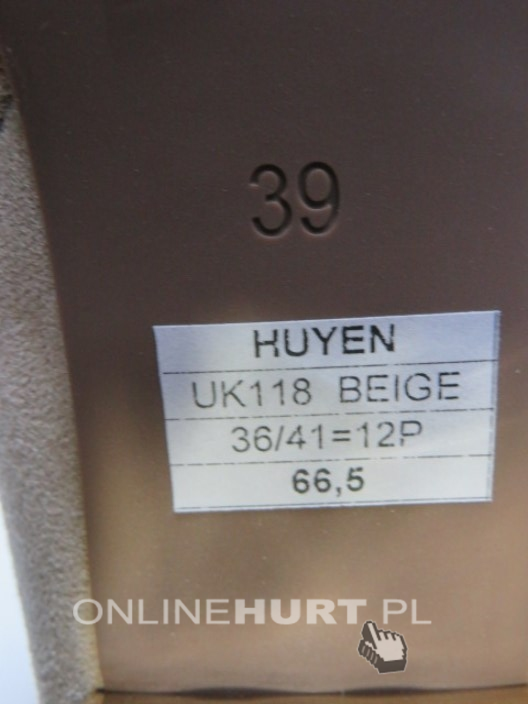 39
HUYEN
UK118 BEIGE
36/41=12P
66,5
ONLINEHURT.PL